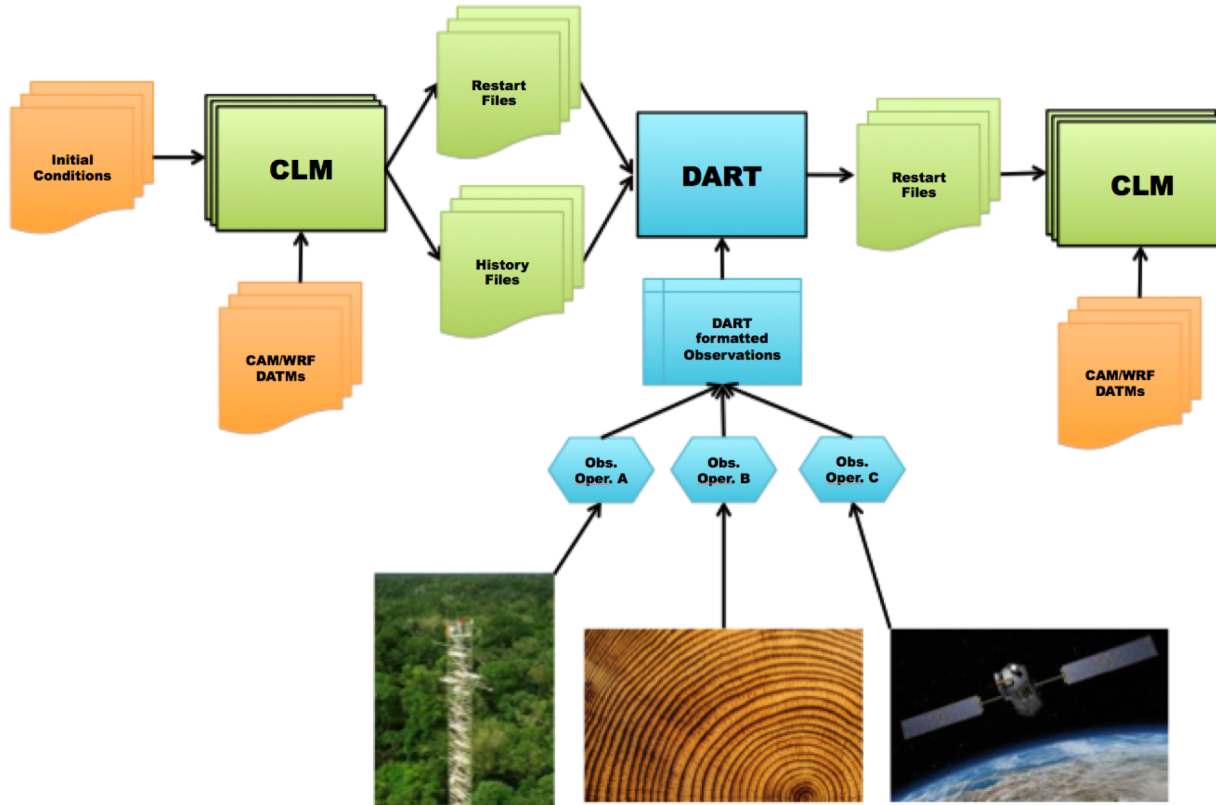 Initial
Conditions
CLM
CAM/WRF
DATMs
Restart
Files
History
Files
DART
DART
formatted
Observations
Obs.
Oper. A
Obs.
Oper. B
Obs.
Oper. C
Restart
Files
CLM
CAM/WRF
DATMs